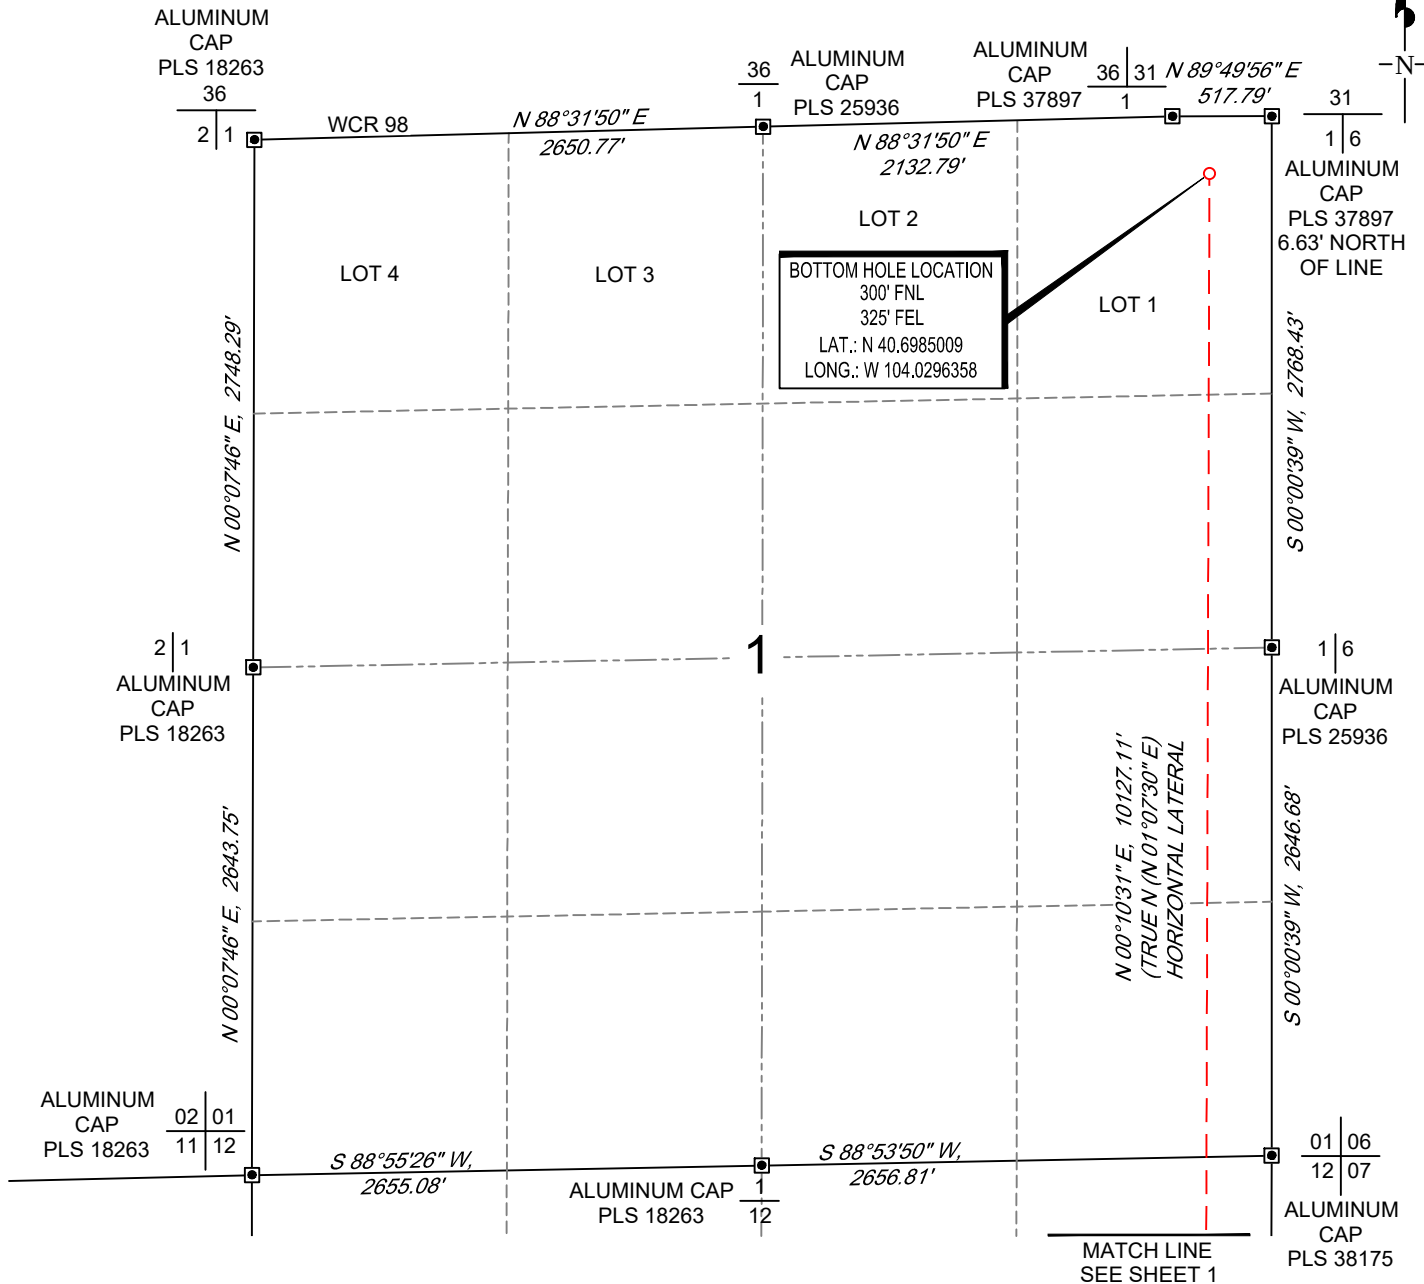 ALUMINUM
CAP
PLS 18263
36
2 1
WCR 98
N 88°31'50" E
2650.77'
36
1
ALUMINUM
CAP
PLS 25936
N 88°31'50" E
2132.79'
ALUMINUM
CAP
PLS 37897
36 31
1
N 89°49'56" E
517.79'
-N-
31
1 6
ALUMINUM
CAP
PLS 37897
6.63' NORTH
OF LINE
LOT 4
LOT 3
LOT 2
LOT 1
BOTTOM HOLE LOCATION
300' FNL
325' FEL
LAT.: N 40.6985009
LONG.: W 104.0296358
N 00°07'46" E, 2748.29'
S 00°00'39" W, 2768.43'
2 1
ALUMINUM
CAP
PLS 18263
1
1 6
ALUMINUM
CAP
PLS 25936
N 00°07'46" E, 2643.75'
N 00°10'31" E, 10127.11'
(TRUE N (N 01°07'30" E)
HORIZONTAL LATERAL
S 00°00'39" W, 2646.68'
ALUMINUM
CAP
PLS 18263
02 01
11 12
S 88°55'26" W,
2655.08'
ALUMINUM CAP
PLS 18263
1
12
S 88°53'50" W,
2656.81'
01 06
12 07
ALUMINUM
CAP
PLS 38175
MATCH LINE
SEE SHEET 1